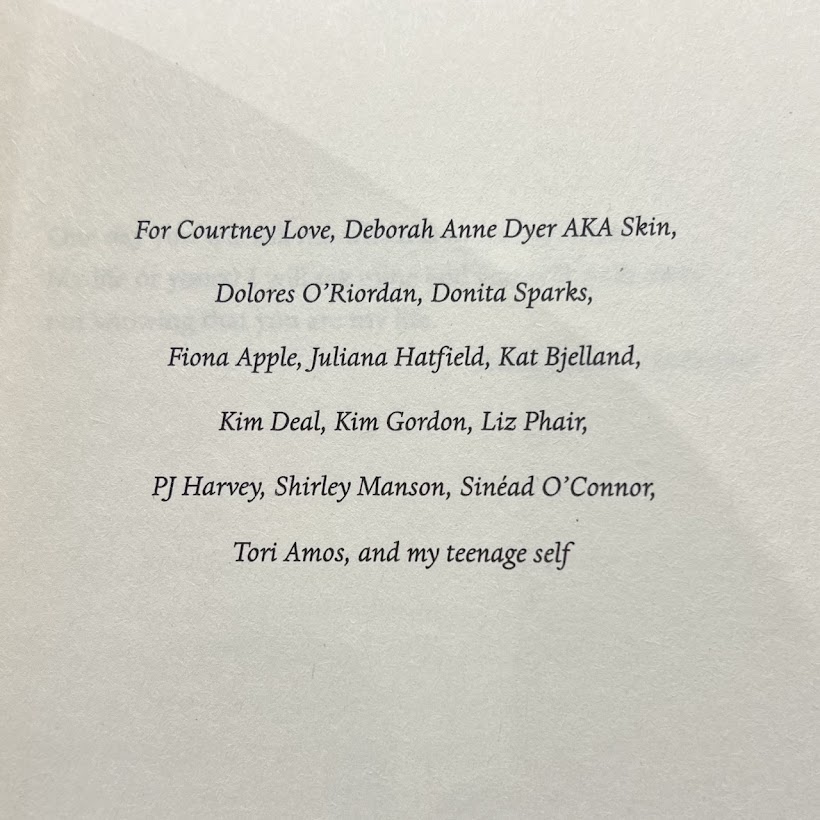 For Courtney Love, Deborah Anne Dyer AKA Skin,
Dolores O’Riordan, Donita Sparks,
Fiona Apple, Juliana Hatfield, Kat Bjelland,
Kim Deal, Kim Gordon, Liz Phair,
PJ Harvey, Shirley Manson, Sinéad O’Connor,
Tori Amos, and my teenage self